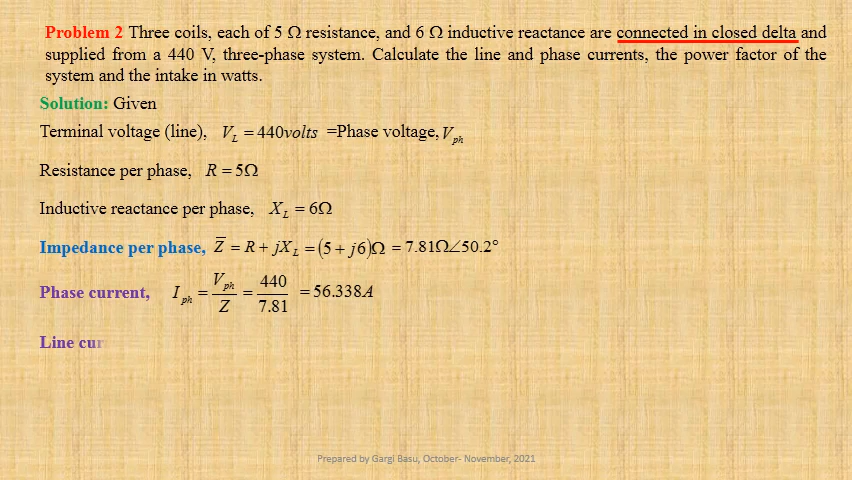 Problem 2 Three coils, each of 5 Ω resistance, and 6 Ω inductive reactance are connected in closed delta and
supplied from a 440 V, three-phase system. Calculate the line and phase currents, the power factor of the
system and the intake in watts.
Solution: Given
Terminal voltage (line), V_L = 440volts =Phase voltage, V_ph
Resistance per phase, R = 5Ω
Inductive reactance per phase, X_L = 6Ω
Impedance per phase, Z̅ = R + jX_L = (5 + j6)Ω = 7.81Ω∠50.2°
Phase current, I_ph = V_ph/Z = 440/7.81 = 56.338A
Line cur
Prepared by Gargi Basu, October- November, 2021